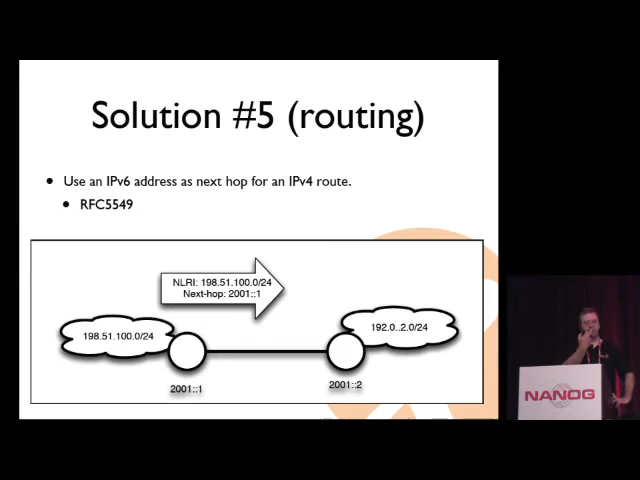 Solution #5 (routing)
• Use an IPv6 address as next hop for an IPv4 route.
• RFC5549
NLRI: 198.51.100.0/24
Next-hop: 2001::1
198.51.100.0/24
192.0..2.0/24
2001::1
2001::2
NANOG